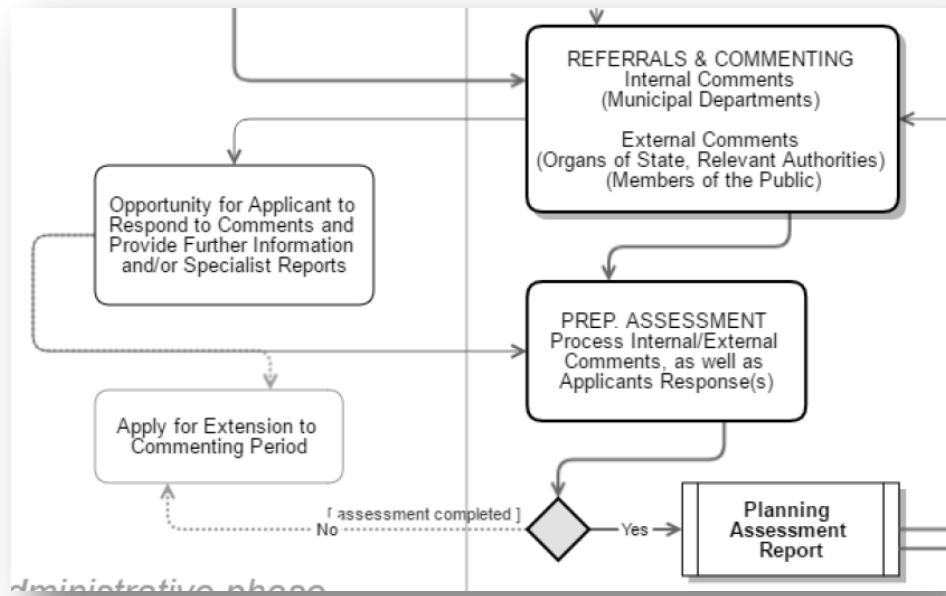 REFERRALS & COMMENTING
Internal Comments
(Municipal Departments)
External Comments
(Organs of State, Relevant Authorities)
(Members of the Public)
Opportunity for Applicant to
Respond to Comments and
Provide Further Information
and/or Specialist Reports
PREP. ASSESSMENT
Process Internal/External
Comments, as well as
Applicants Response(s)
Apply for Extension to
Commenting Period
[ assessment completed ]
No
Yes
Planning
Assessment
Report
dministrative phase